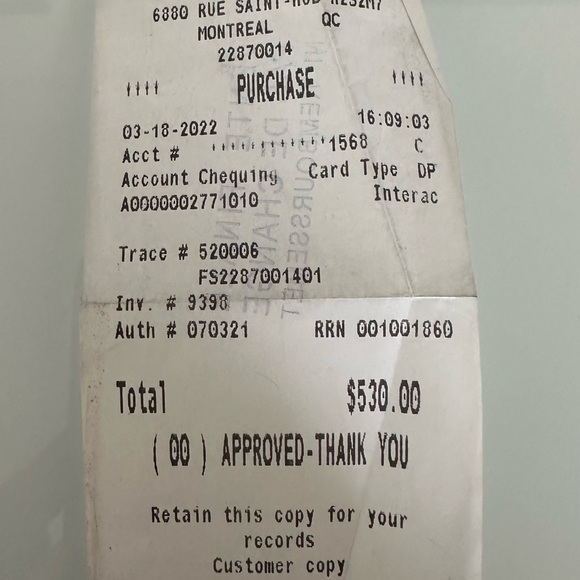 6880 RUE SAINT-HUB H2S2M7
MONTREAL QC
22870014
PURCHASE
03-18-2022 16:09:03
Acct # ************1568 C
Account Chequing Card Type DP
A0000002771010 Interac
Trace # 520006
FS2287001401
Inv. # 9398
Auth # 070321 RRN 001001860
Total $530.00
( 00 ) APPROVED-THANK YOU
Retain this copy for your
records
Customer copy